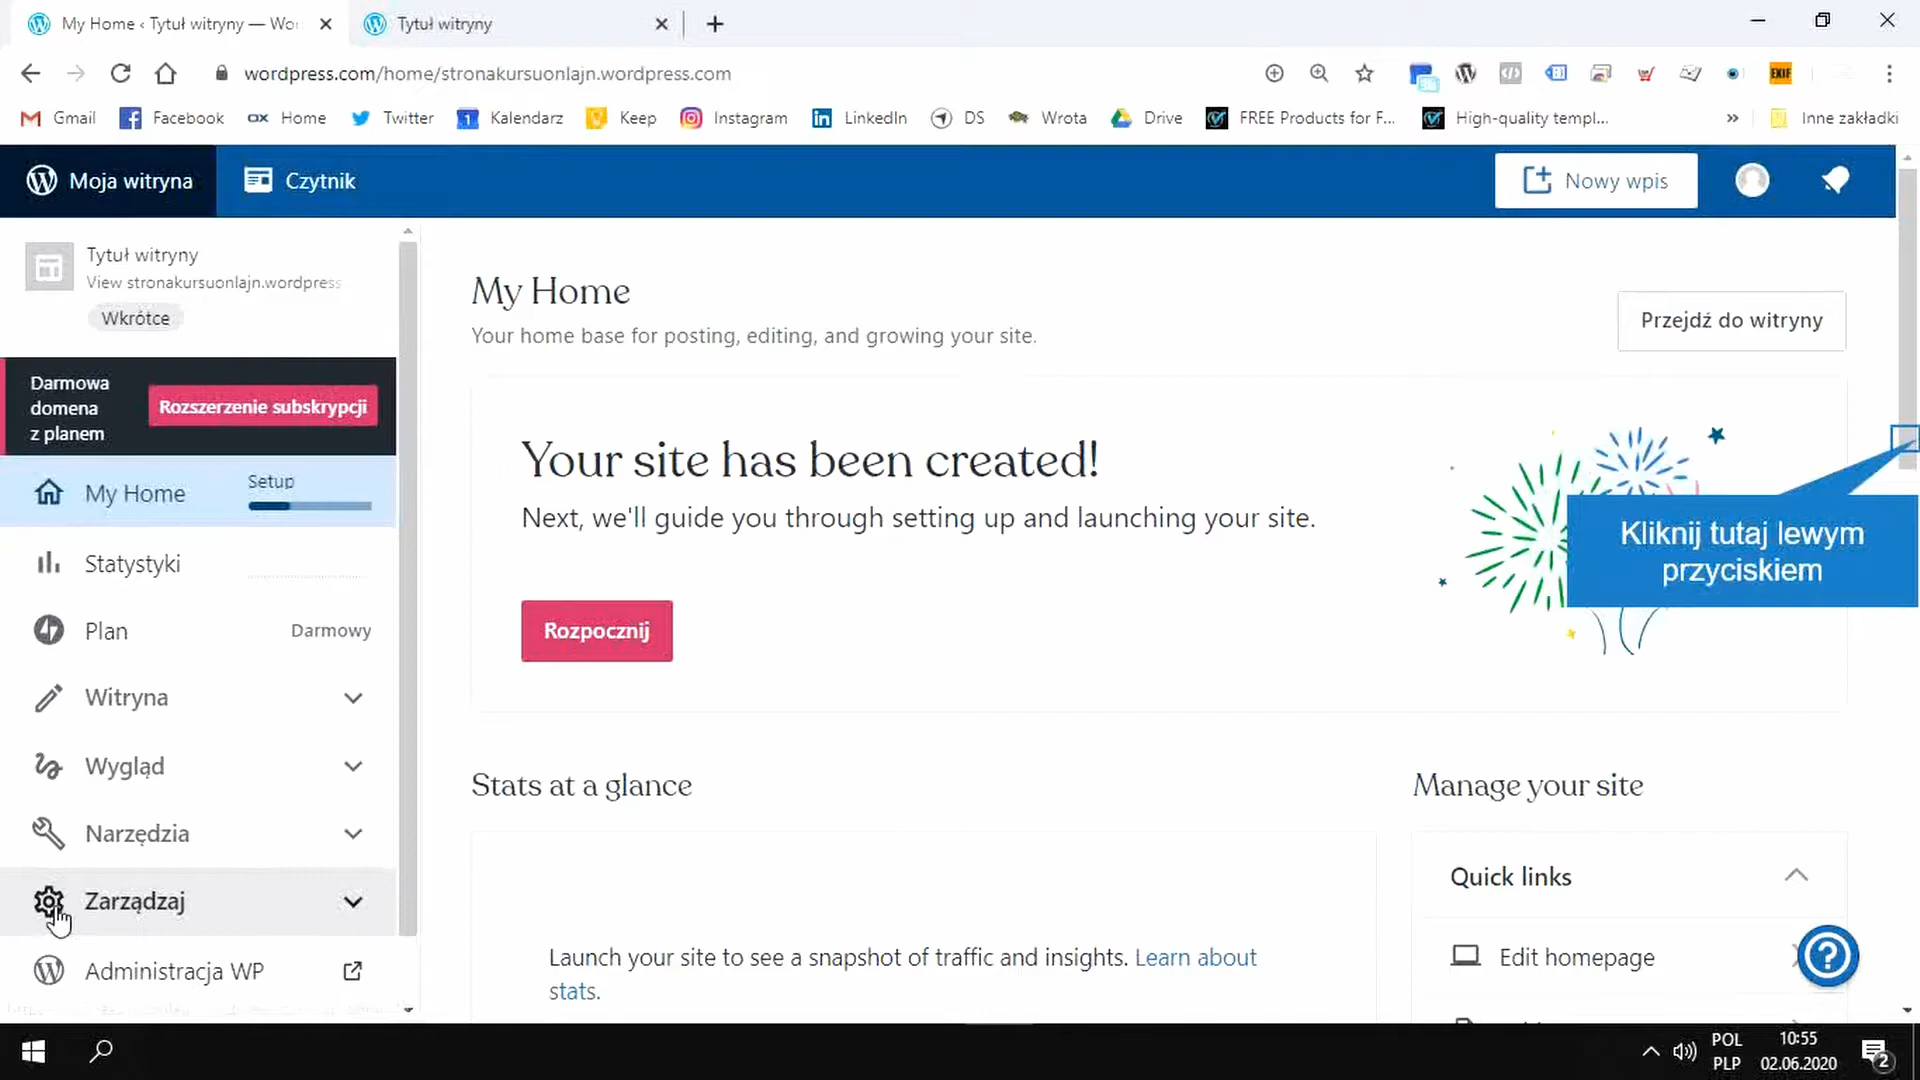 My Home ‹ Tytuł witryny — Wo
Tytuł witryny
wordpress.com/home/stronakursuonlajn.wordpress.com
EXIF
Gmail
Facebook
Home
Twitter
Kalendarz
Keep
Instagram
LinkedIn
DS
Wrota
Drive
FREE Products for F...
High-quality templ...
»
Inne zakładki
Moja witryna
Czytnik
Nowy wpis
Tytuł witryny
View stronakursuonlajn.wordpress
Wkrótce
Darmowa
domena
z planem
Rozszerzenie subskrypcji
My Home
Setup
Statystyki
Plan
Darmowy
Witryna
Wygląd
Narzędzia
Zarządzaj
Administracja WP
My Home
Your home base for posting, editing, and growing your site.
Przejdź do witryny
Your site has been created!
Next, we'll guide you through setting up and launching your site.
Rozpocznij
Kliknij tutaj lewym
przyciskiem
Stats at a glance
Launch your site to see a snapshot of traffic and insights. Learn about
stats.
Manage your site
Quick links
Edit homepage
POL
PLP
10:55
02.06.2020
2